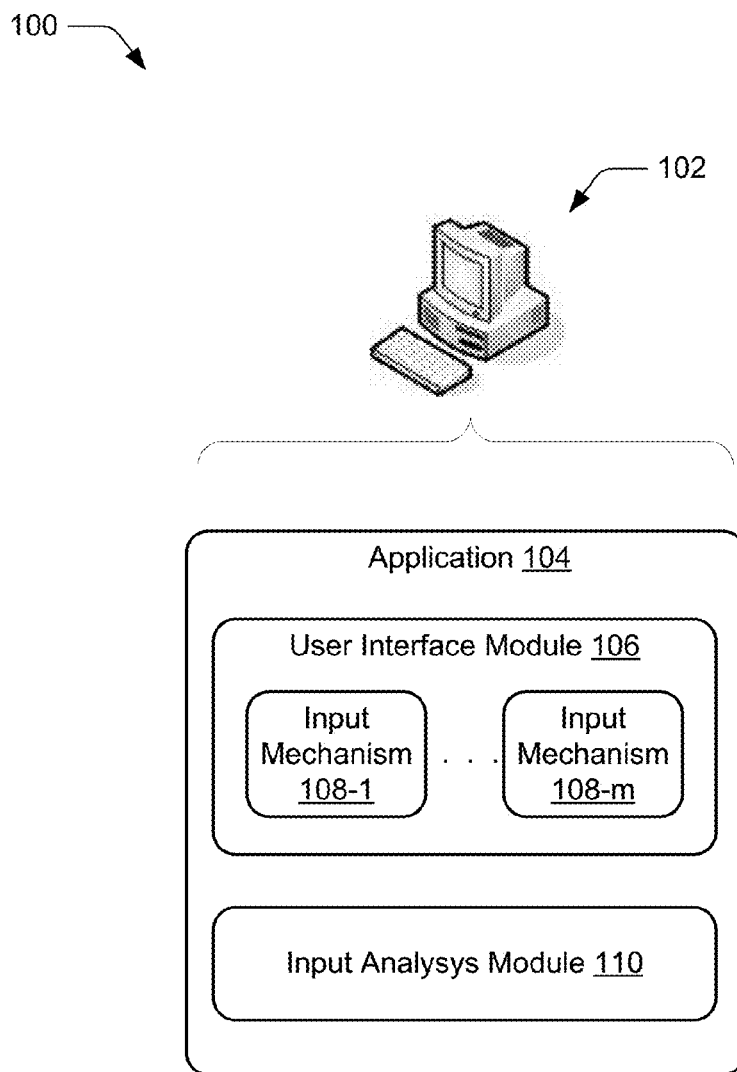 100
102
Application 104
User Interface Module 106
Input
Mechanism
108-1
. . .
Input
Mechanism
108-m
Input Analysys Module 110